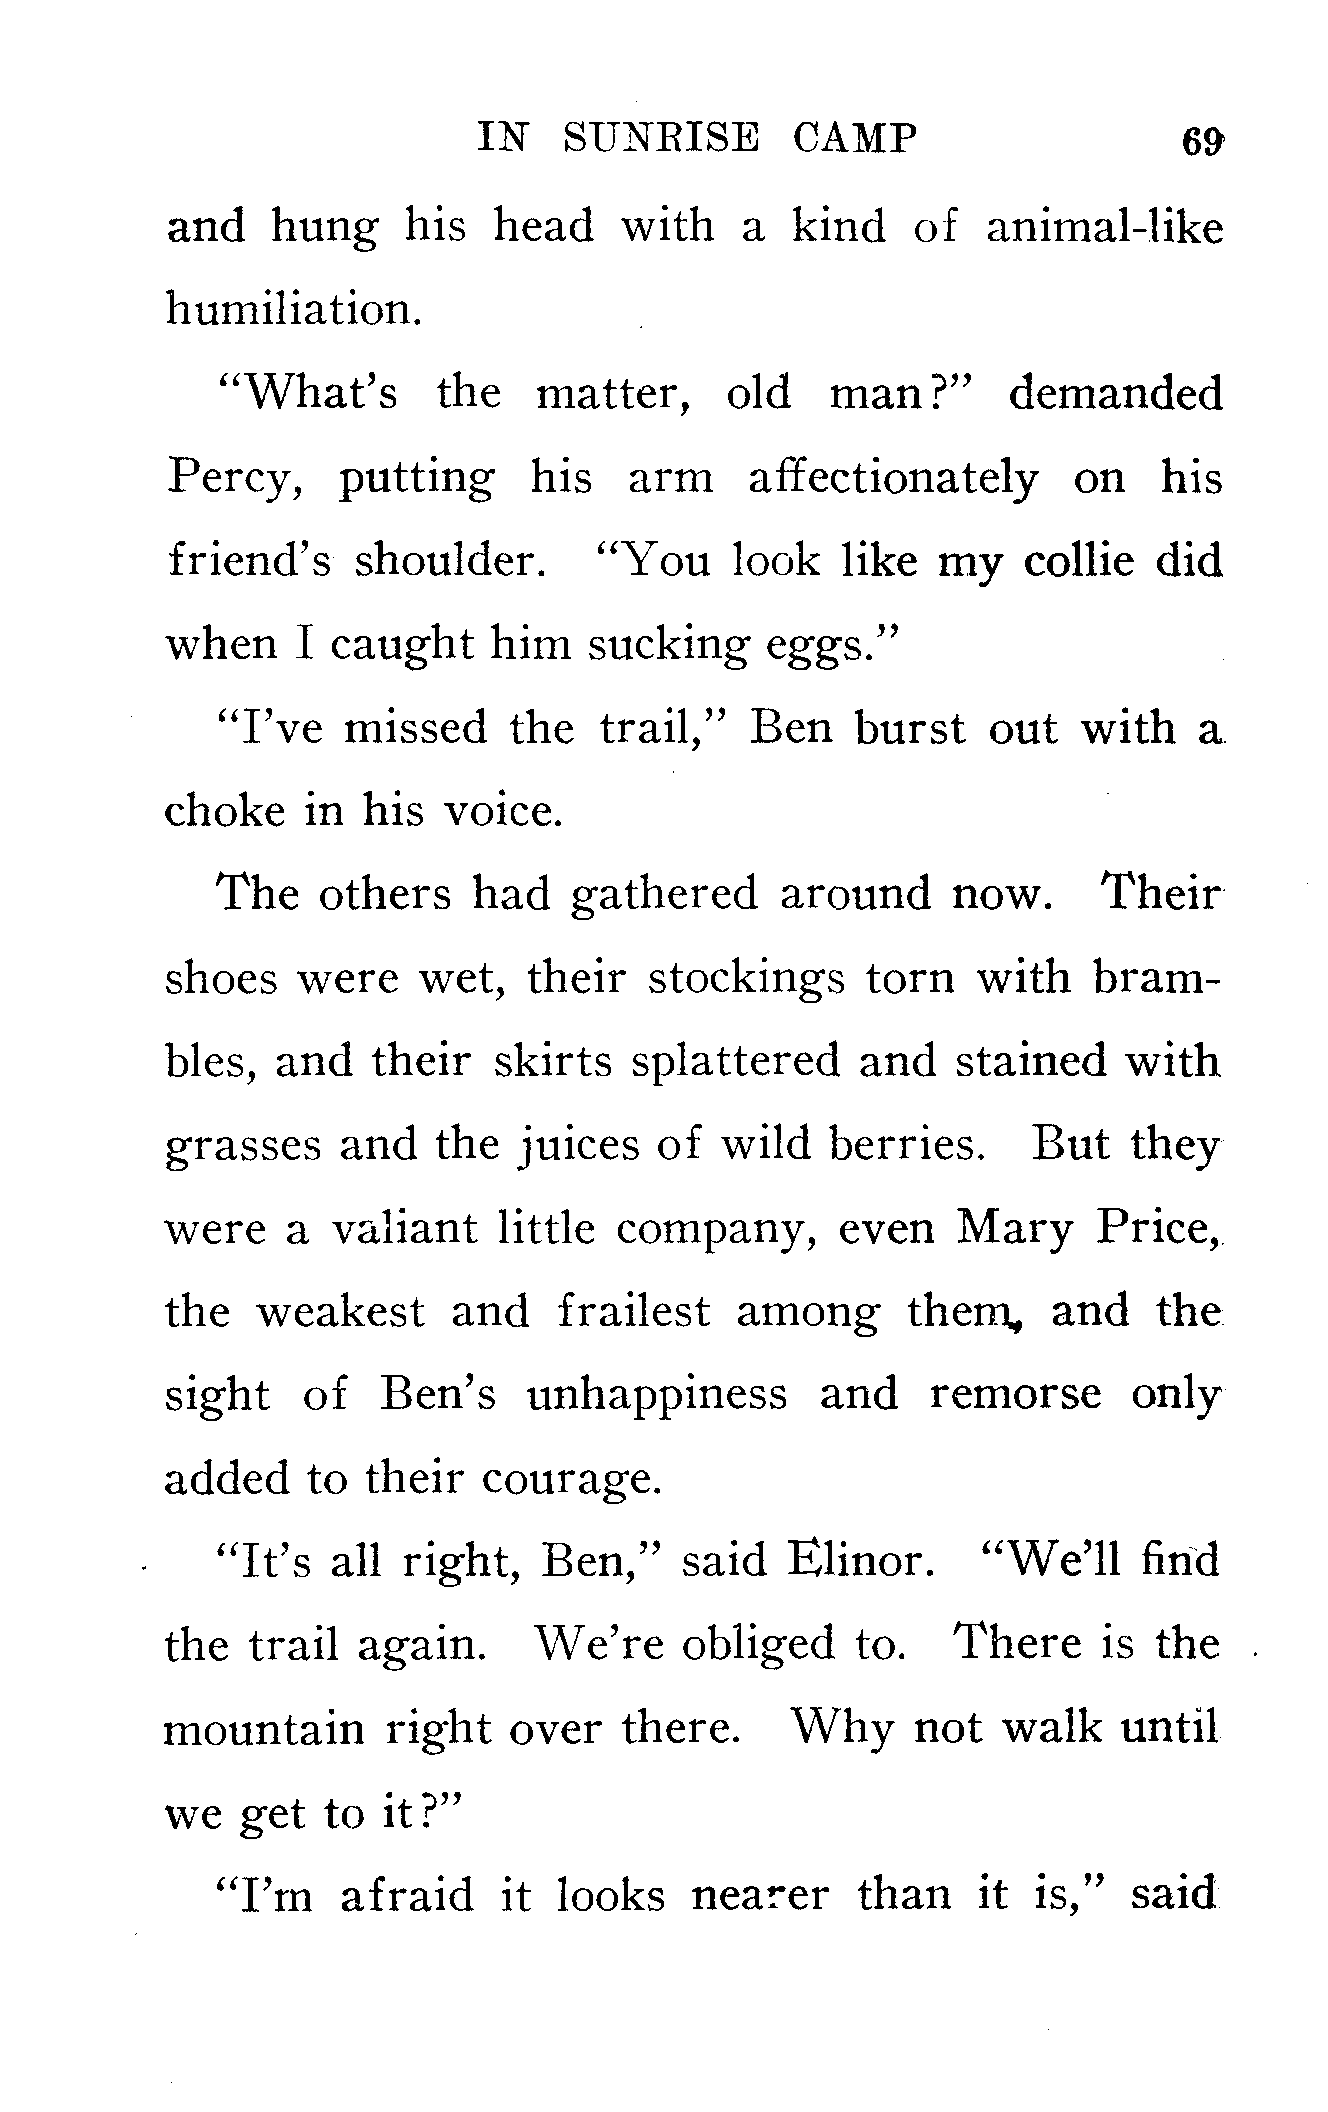 IN SUNRISE CAMP 69
and hung his head with a kind of animal-like
humiliation.
“What’s the matter, old man?” demanded
Percy, putting his arm affectionately on his
friend’s shoulder. “You look like my collie did
when I caught him sucking eggs.”
“I’ve missed the trail,” Ben burst out with a
choke in his voice.
The others had gathered around now. Their
shoes were wet, their stockings torn with bram-
bles, and their skirts splattered and stained with
grasses and the juices of wild berries. But they
were a valiant little company, even Mary Price,
the weakest and frailest among them, and the
sight of Ben’s unhappiness and remorse only
added to their courage.
“It’s all right, Ben,” said Elinor. “We’ll find
the trail again. We’re obliged to. There is the
mountain right over there. Why not walk until
we get to it?”
“I’m afraid it looks nearer than it is,” said